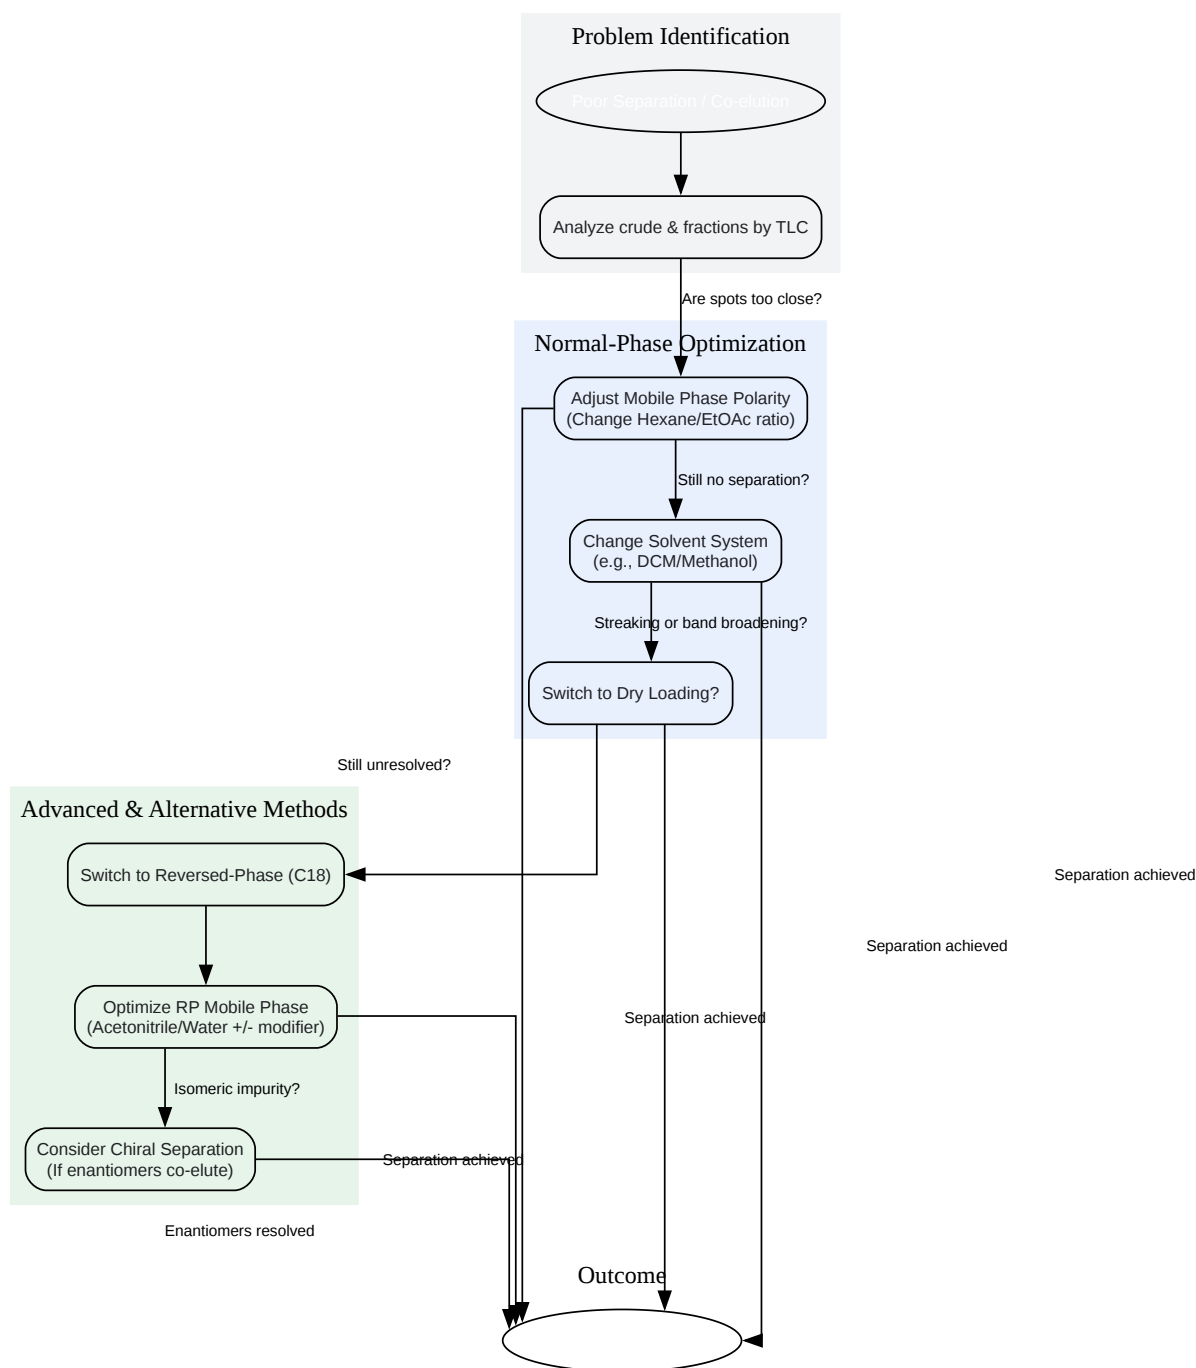 Problem Identification
Poor Separation / Co-elution
Analyze crude & fractions by TLC
Are spots too close?
Normal-Phase Optimization
Adjust Mobile Phase Polarity
(Change Hexane/EtOAc ratio)
Still no separation?
Change Solvent System
(e.g., DCM/Methanol)
Streaking or band broadening?
Switch to Dry Loading?
Still unresolved?
Advanced & Alternative Methods
Switch to Reversed-Phase (C18)
Separation achieved
Separation achieved
Optimize RP Mobile Phase
(Acetonitrile/Water +/- modifier)
Separation achieved
Isomeric impurity?
Consider Chiral Separation
(If enantiomers co-elute)
Separation achieved
Enantiomers resolved
Outcome